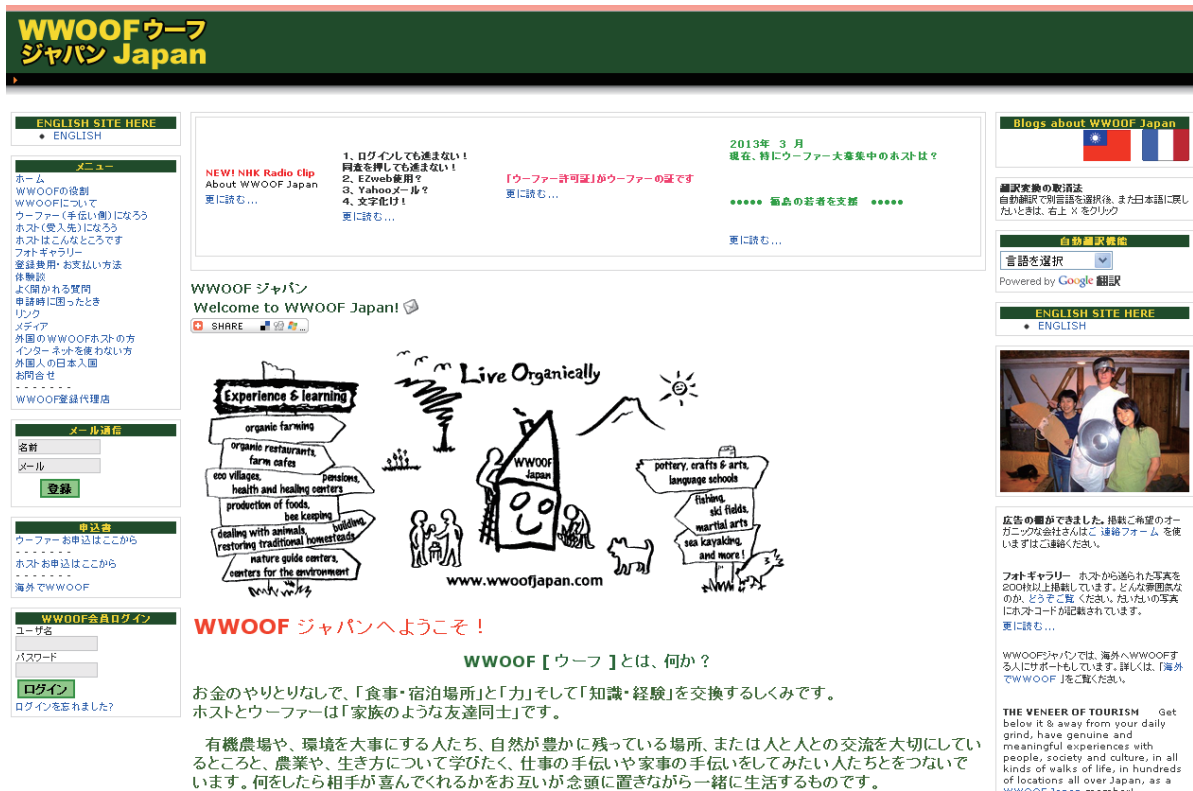 WWOOFウーフ
ジャパン Japan
ENGLISH SITE HERE
ENGLISH
メニュー
ホーム
WWOOFの役割
WWOOFについて
ウーファー(手伝い側)になろう
ホスト(受入先)になろう
ホストはこんなところです
フォトギャラリー
登録費用・お支払い方法
体験談
よく聞かれる質問
申請時に困ったとき
リンク
メディア
外国のWWOOFホストの方
インターネットを使わない方
外国人の日本入国
お問合せ
- - - - - - -
WWOOF登録代理店
メール通信
名前
メール
登録
申込書
ウーファーお申込はここから
- - - - - - -
ホストお申込はここから
- - - - - - -
海外でWWOOF
WWOOF会員ログイン
ユーザ名
パスワード
ログイン
ログインを忘れました?
NEW! NHK Radio Clip
About WWOOF Japan
更に読む...
1、ログインしても進まない!
同意を押しても進まない!
2、EZweb使用?
3、Yahooメール?
4、文字化け!
更に読む...
「ウーファー許可証」がウーファーの証です
更に読む...
2013年 3 月
現在、特にウーファー大募集中のホストは?
●●●●● 福島の若者を支援 ●●●●●
更に読む...
WWOOF ジャパン
Welcome to WWOOF Japan!
SHARE
Live Organically
Experience & learning
organic farming
organic restaurants,
farm cafes
eco villages, pensions,
health and healing centers
production of foods,
bee keeping
dealing with animals, building,
restoring traditional homesteads
nature guide centers,
centers for the environment
WWOOF
Japan
pottery, crafts & arts,
language schools
fishing,
ski fields,
martial arts
sea kayaking,
and more !
www.wwoofjapan.com
WWOOF ジャパンへようこそ!
WWOOF [ ウーフ ]とは、何か?
お金のやりとりなしで、「食事・宿泊場所」と「力」そして「知識・経験」を交換するしくみです。
ホストとウーファーは「家族のような友達同士」です。
有機農場や、環境を大事にする人たち、自然が豊かに残っている場所、または人と人との交流を大切にしてい
るところと、農業や、生き方について学びたく、仕事の手伝いや家事の手伝いをしてみたい人たちとをつないで
います。何をしたら相手が喜んでくれるかをお互いが念頭に置きながら一緒に生活するものです。
Blogs about WWOOF Japan
翻訳変換の取消法
自動翻訳で別言語を選択後、また日本語に戻し
たいときは、右上 X をクリック
自動翻訳機能
言語を選択
Powered by Google 翻訳
ENGLISH SITE HERE
ENGLISH
広告の欄ができました。掲載ご希望のオー
ガニックな会社さんはご 連絡フォーム を使
いまずはご連絡ください。
フォトギャラリー ホストから送られた写真を
200枚以上掲載しています。どんな雰囲気な
のか、どうぞご覧 ください。だいたいの写真
にホストコードが記載されています。
更に読む...
WWOOFジャパンでは、海外へWWOOFす
る人にサポートもしています。詳しくは、「海外
でWWOOF 」をご覧ください。
THE VENEER OF TOURISM Get
below it & away from your daily
grind, have genuine and
meaningful experiences with
people, society and culture, in all
kinds of walks of life, in hundreds
of locations all over Japan, as a
WWOOF Japan member!